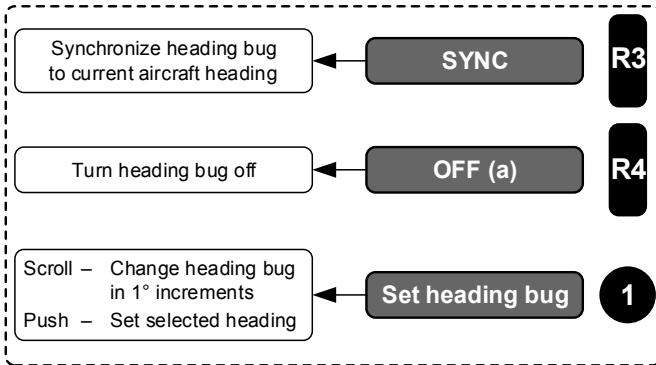 Synchronize heading bug
to current aircraft heading
SYNC
R3
Turn heading bug off
OFF (a)
R4
Scroll – Change heading bug
in 1° increments
Push – Set selected heading
Set heading bug
1